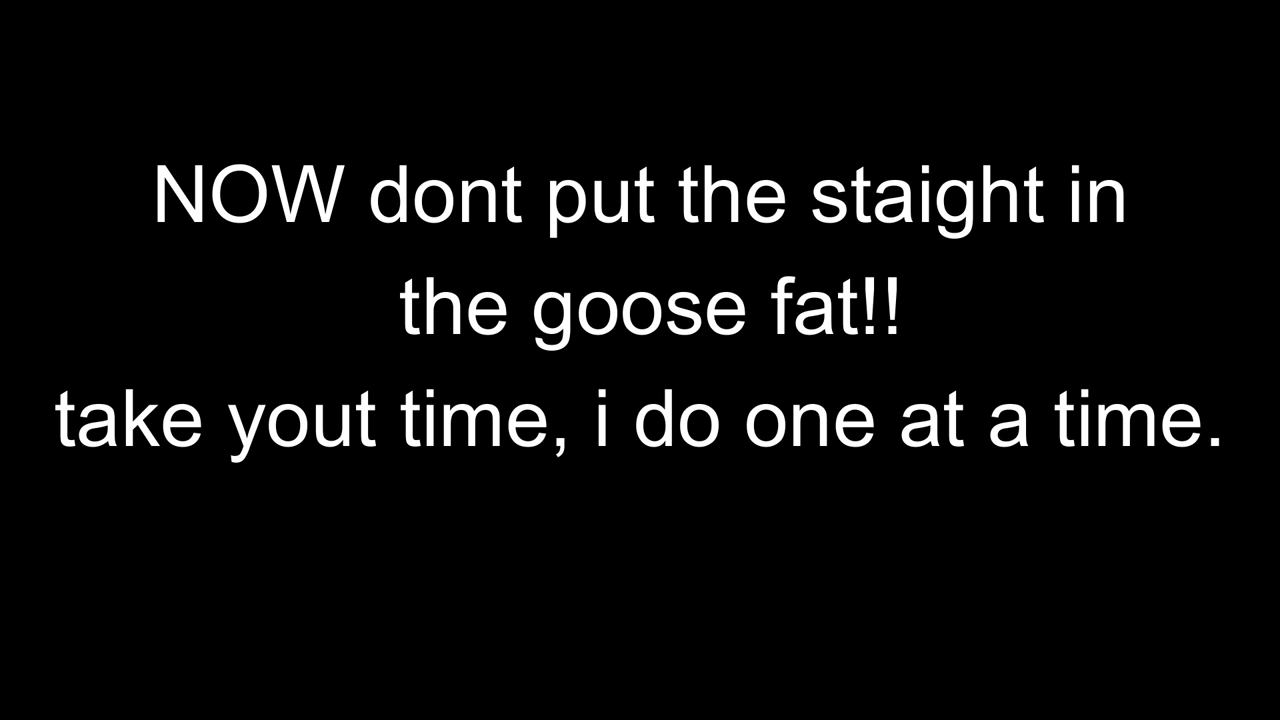 NOW dont put the staight in
the goose fat!!
take yout time, i do one at a time.